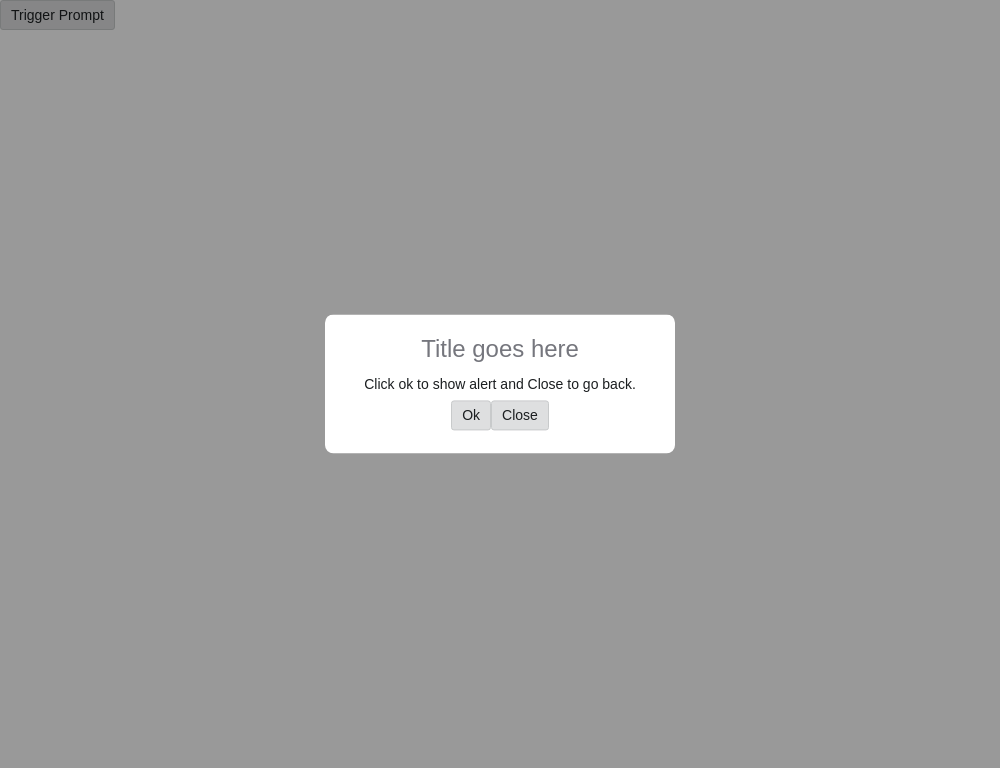 Trigger Prompt
Title goes here
Click ok to show alert and Close to go back.
Ok Close